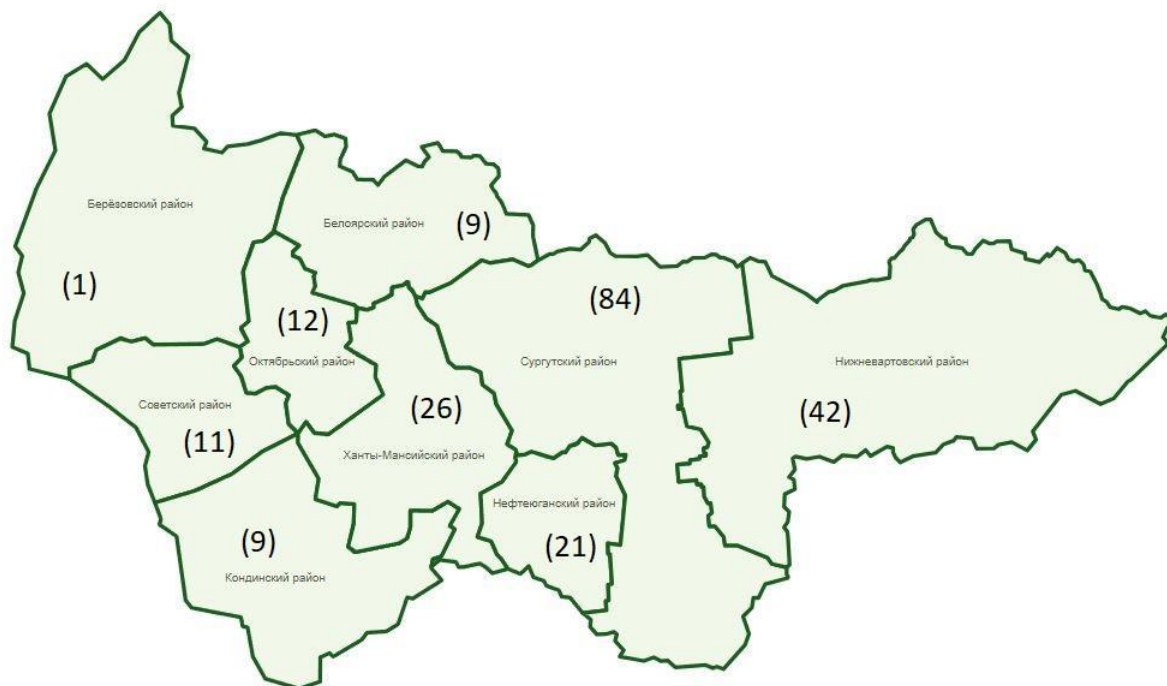 Берёзовский район
(1)
Белоярский район
(9)
(12)
Октябрьский район
(84)
Сургутский район
Нижневартовский район
(42)
Советский район
(11)
(26)
Ханты-Мансийский район
Нефтеюганский район
(21)
(9)
Кондинский район